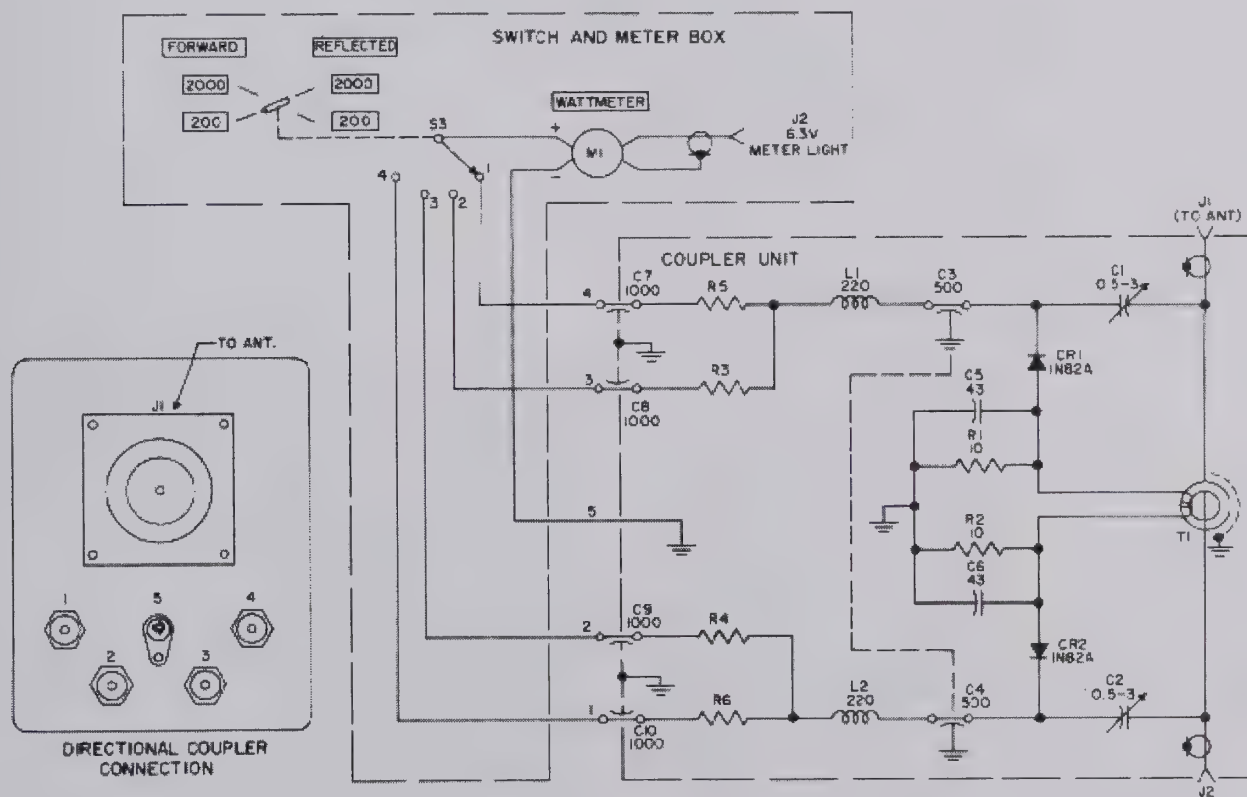 SWITCH AND METER BOX
FORWARD
REFLECTED
2000
2000
200
200
WATTMETER
S3
+
M1
-
J2
6.3V
METER LIGHT
1
4
3
2
J1
(TO ANT)
COUPLER UNIT
4
C7
1000
R5
L1
220
C3
500
C1
0.5-3
3
C8
1000
R3
CR1
1N82A
C5
43
R1
10
5
R2
10
C6
43
T1
2
C9
1000
R4
CR2
1N82A
1
C10
1000
R6
L2
220
C4
500
C2
0.5-3
J2
TO ANT.
J1
1
5
4
2
3
DIRECTIONAL COUPLER
CONNECTION